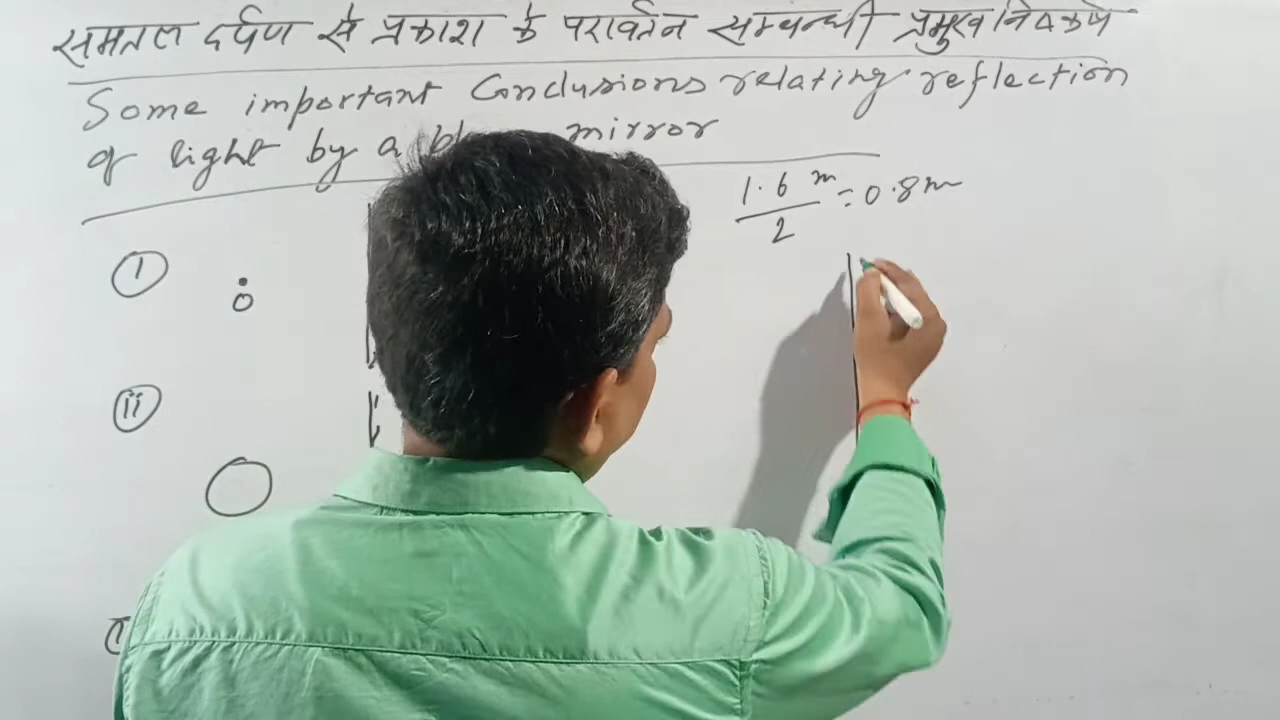 समतल दर्पण से प्रकाश के परावर्तन सम्बन्धी प्रमुख निष्कर्ष
Some important Conclusions relating reflection
of light by a mirror
1.6 m
2
= 0.8m
i
o
ii